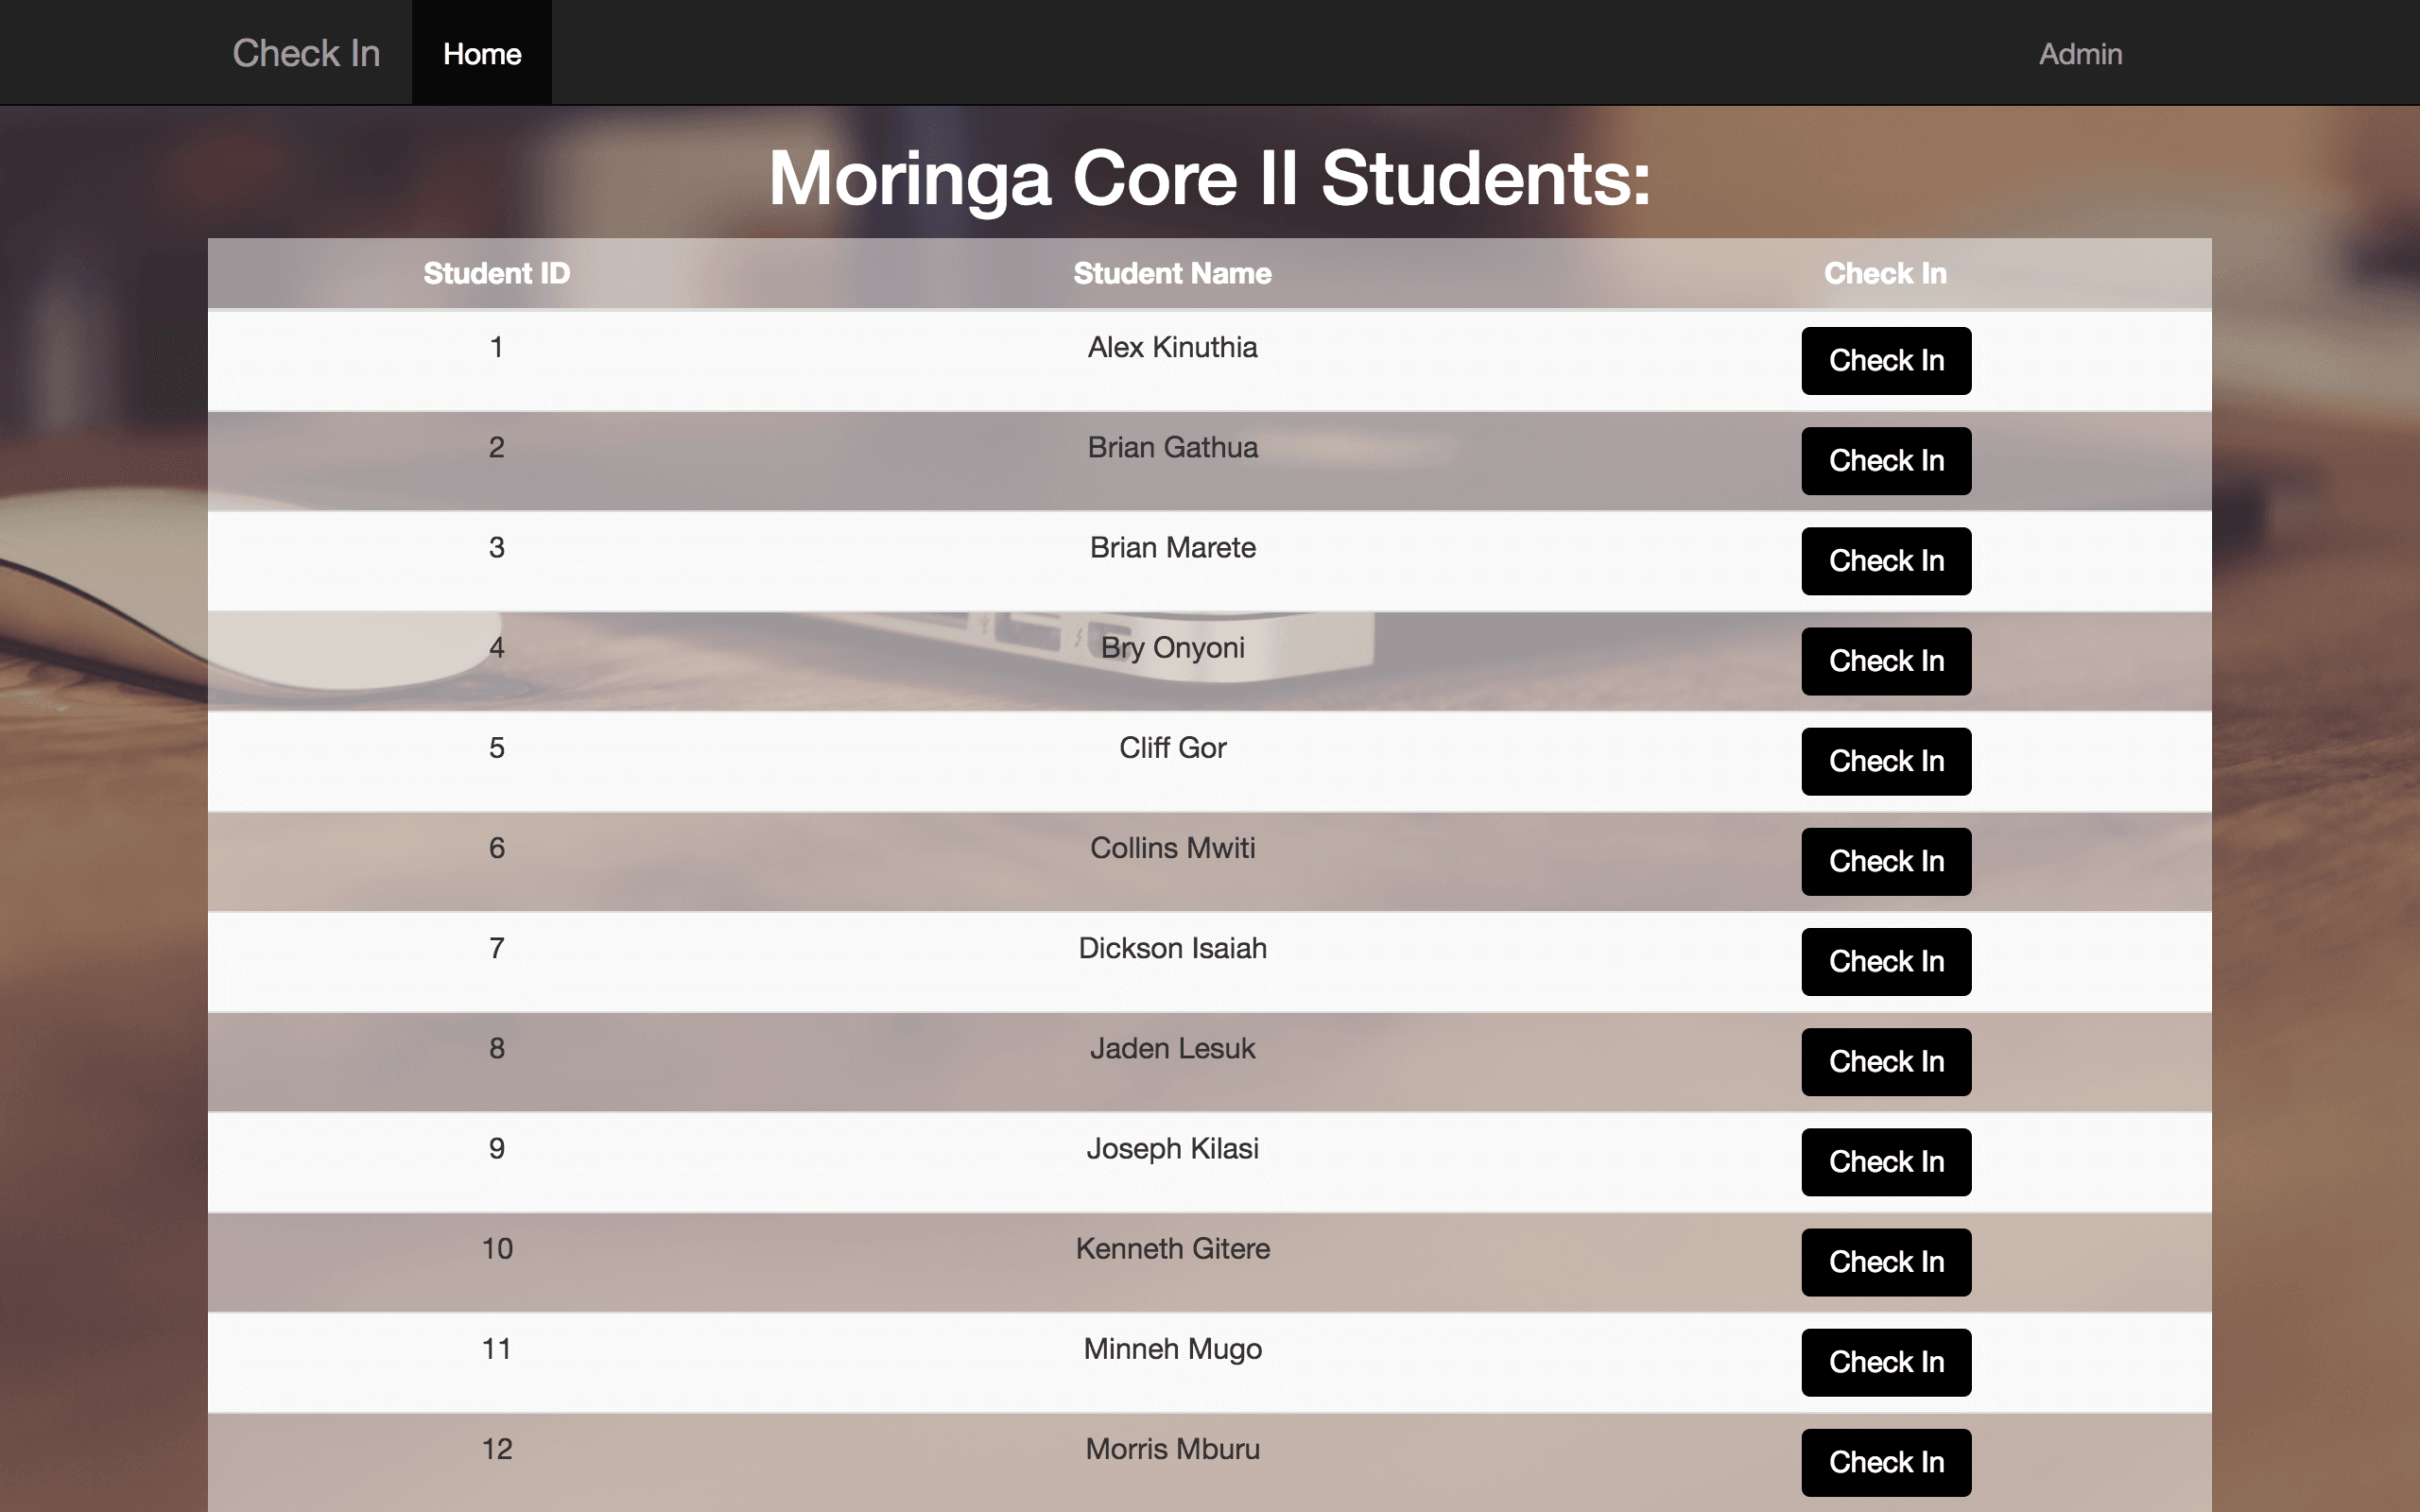 Check In Home Admin
Moringa Core II Students:
Student ID Student Name Check In
1 Alex Kinuthia Check In
2 Brian Gathua Check In
3 Brian Marete Check In
4 Bry Onyoni Check In
5 Cliff Gor Check In
6 Collins Mwiti Check In
7 Dickson Isaiah Check In
8 Jaden Lesuk Check In
9 Joseph Kilasi Check In
10 Kenneth Gitere Check In
11 Minneh Mugo Check In
12 Morris Mburu Check In